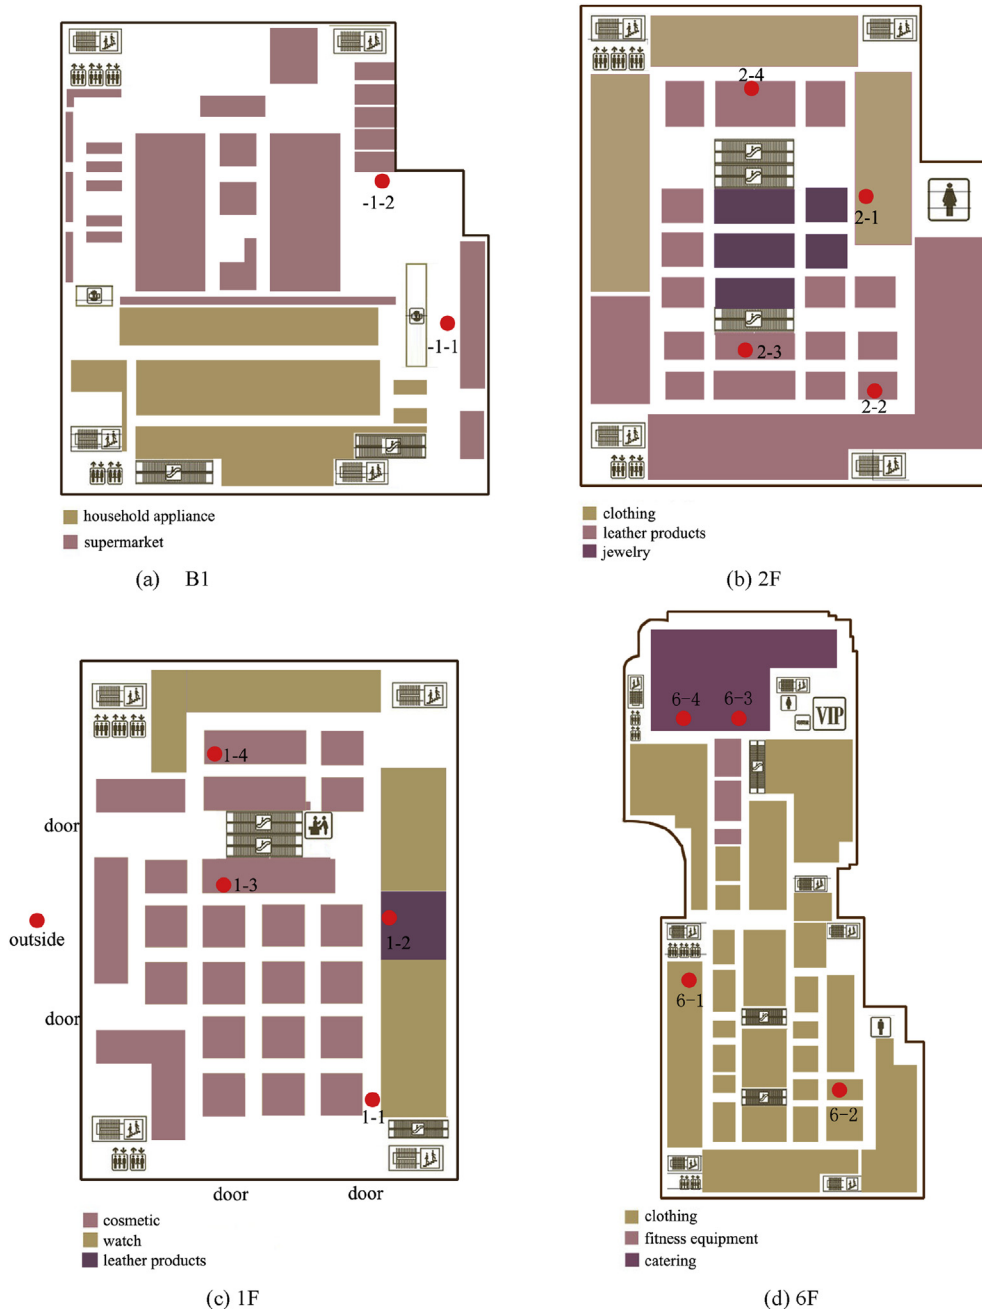 -1-2
-1-1
household appliance
supermarket
(a) B1
2-4
2-1
2-3
2-2
clothing
leather products
jewelry
(b) 2F
1-4
door
1-3
outside
1-2
door
1-1
door door
cosmetic
watch
leather products
(c) 1F
6-4 6-3
VIP
6-1
6-2
clothing
fitness equipment
catering
(d) 6F